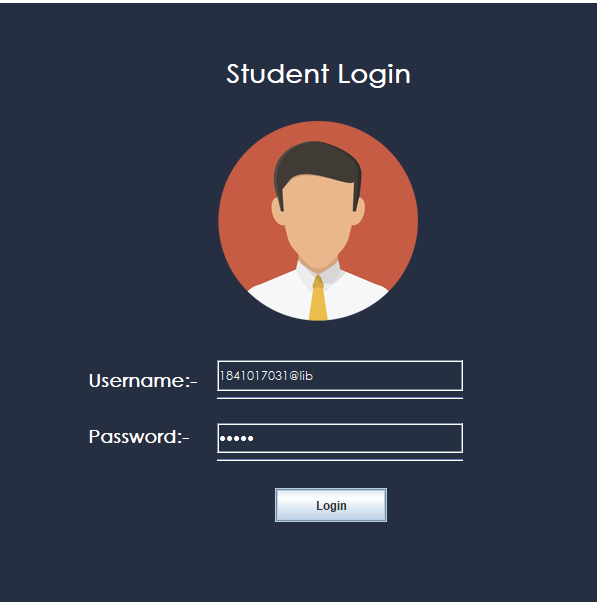 Student Login
Username:- 1841017031@lib
Password:- •••••
Login